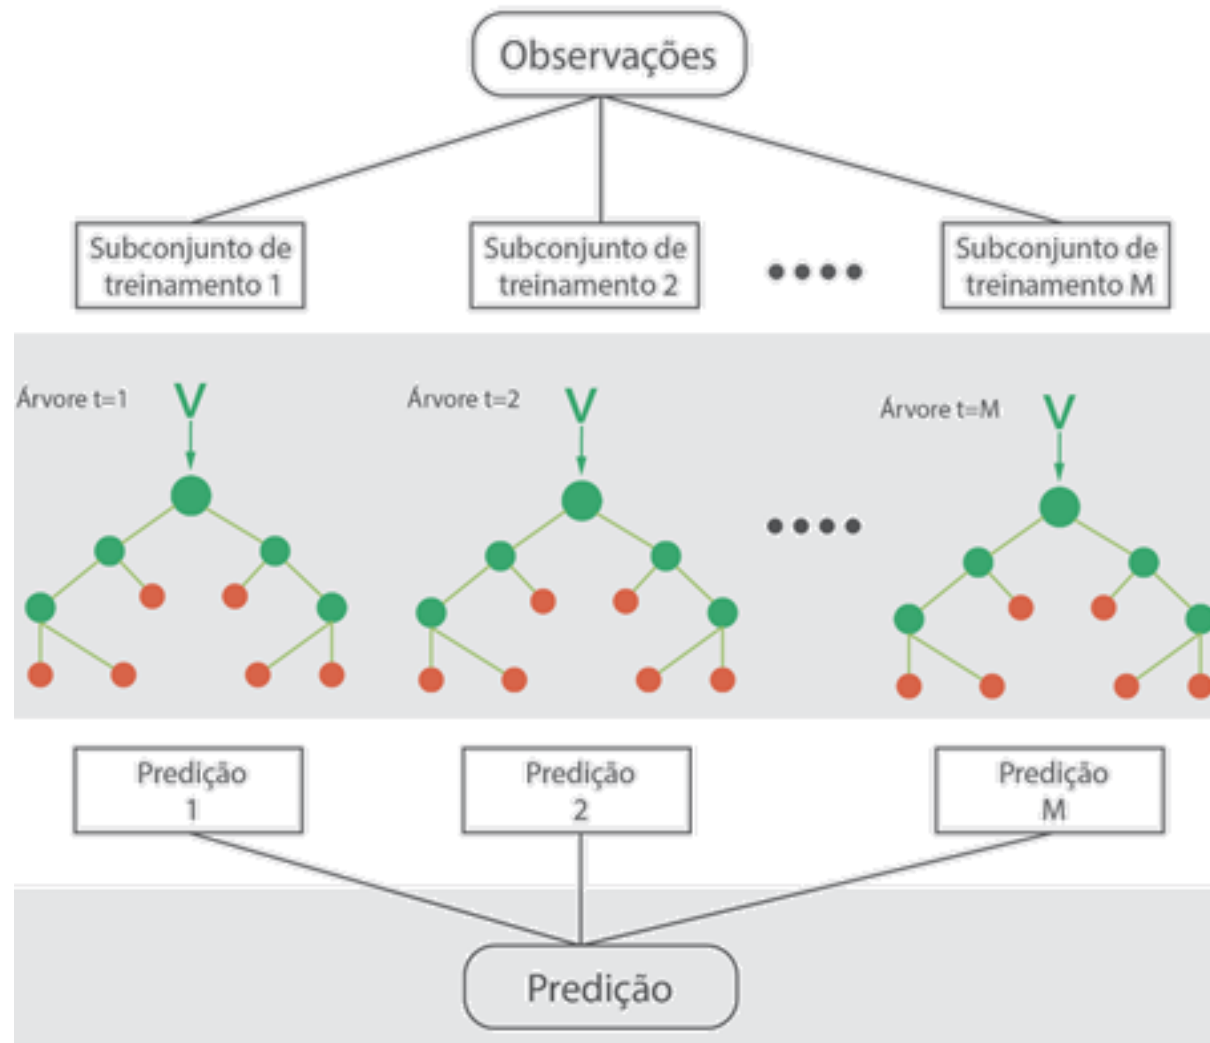 Observações
Subconjunto de
treinamento 1
Subconjunto de
treinamento 2
Subconjunto de
treinamento M
Árvore t=1
V
Árvore t=2
V
Árvore t=M
V
Predição
1
Predição
2
Predição
M
Predição